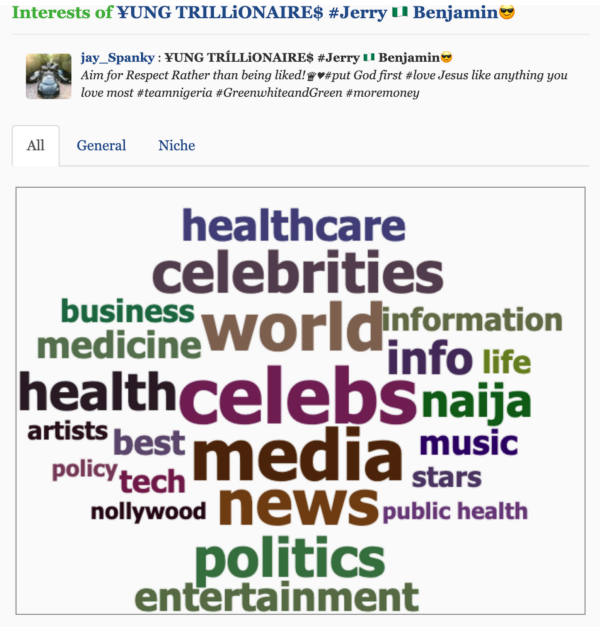 Interests of ¥UNG TRILLiONAIRE$ #Jerry 🇳🇬 Benjamin😎
jay_Spanky : ¥UNG TRÍLLiONAIRE$ #Jerry 🇳🇬 Benjamin😎
Aim for Respect Rather than being liked!♛♥#put God first #love Jesus like anything you
love most #teamnigeria #GreenwhiteandGreen #moremoney
All General Niche
healthcare
celebrities
business world information
medicine info life
health celebs naija
artists best media music
policy tech stars
nollywood news public health
politics
entertainment